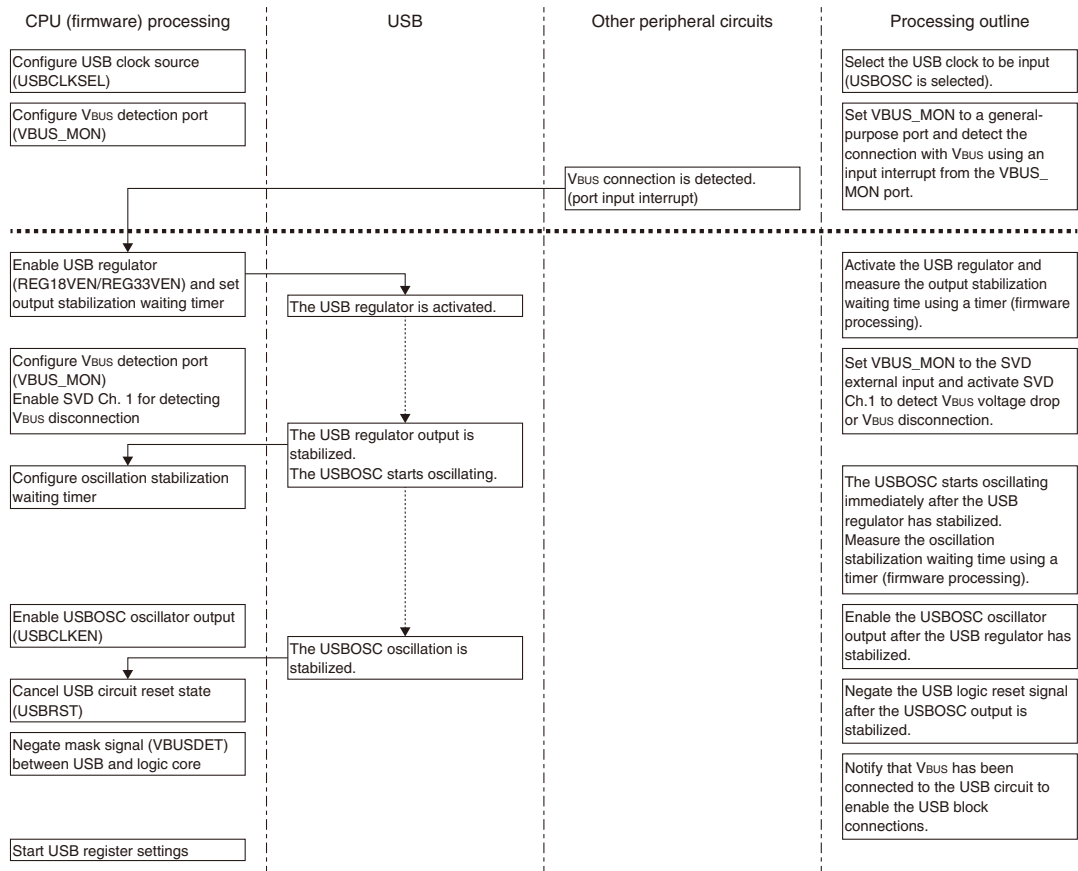 CPU (firmware) processing
USB
Other peripheral circuits
Processing outline
Configure USB clock source
(USBCLKSEL)
Select the USB clock to be input
(USBOSC is selected).
Configure VBUS detection port
(VBUS_MON)
Set VBUS_MON to a general-
purpose port and detect the
connection with VBUS using an
input interrupt from the VBUS_
MON port.
VBUS connection is detected.
(port input interrupt)
Enable USB regulator
(REG18VEN/REG33VEN) and set
output stabilization waiting timer
The USB regulator is activated.
Activate the USB regulator and
measure the output stabilization
waiting time using a timer (firmware
processing).
Configure VBUS detection port
(VBUS_MON)
Enable SVD Ch. 1 for detecting
VBUS disconnection
Set VBUS_MON to the SVD
external input and activate SVD
Ch.1 to detect VBUS voltage drop
or VBUS disconnection.
The USB regulator output is
stabilized.
The USBOSC starts oscillating.
Configure oscillation stabilization
waiting timer
The USBOSC starts oscillating
immediately after the USB
regulator has stabilized.
Measure the oscillation
stabilization waiting time using a
timer (firmware processing).
Enable USBOSC oscillator output
(USBCLKEN)
Enable the USBOSC oscillator
output after the USB regulator has
stabilized.
The USBOSC oscillation is
stabilized.
Cancel USB circuit reset state
(USBRST)
Negate the USB logic reset signal
after the USBOSC output is
stabilized.
Negate mask signal (VBUSDET)
between USB and logic core
Notify that VBUS has been
connected to the USB circuit to
enable the USB block
connections.
Start USB register settings